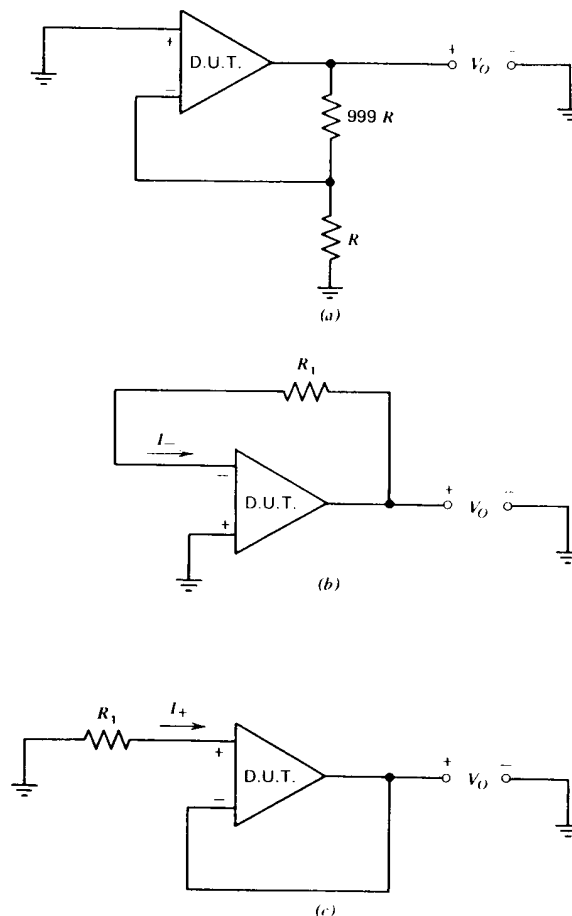 +
D.U.T.
−
+ V_O −
999 R
R
(a)
R₁
I−
−
D.U.T.
+
+ V_O −
(b)
R₁
I+
+
D.U.T.
−
+ V_O −
(c)